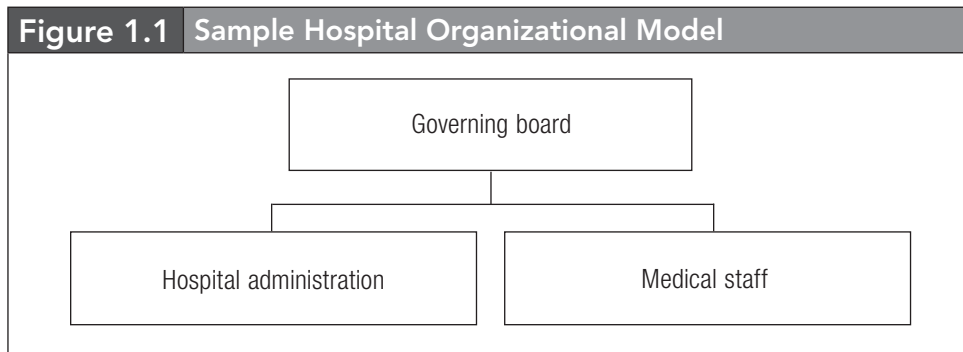 Figure 1.1 Sample Hospital Organizational Model
Governing board
Hospital administration
Medical staff